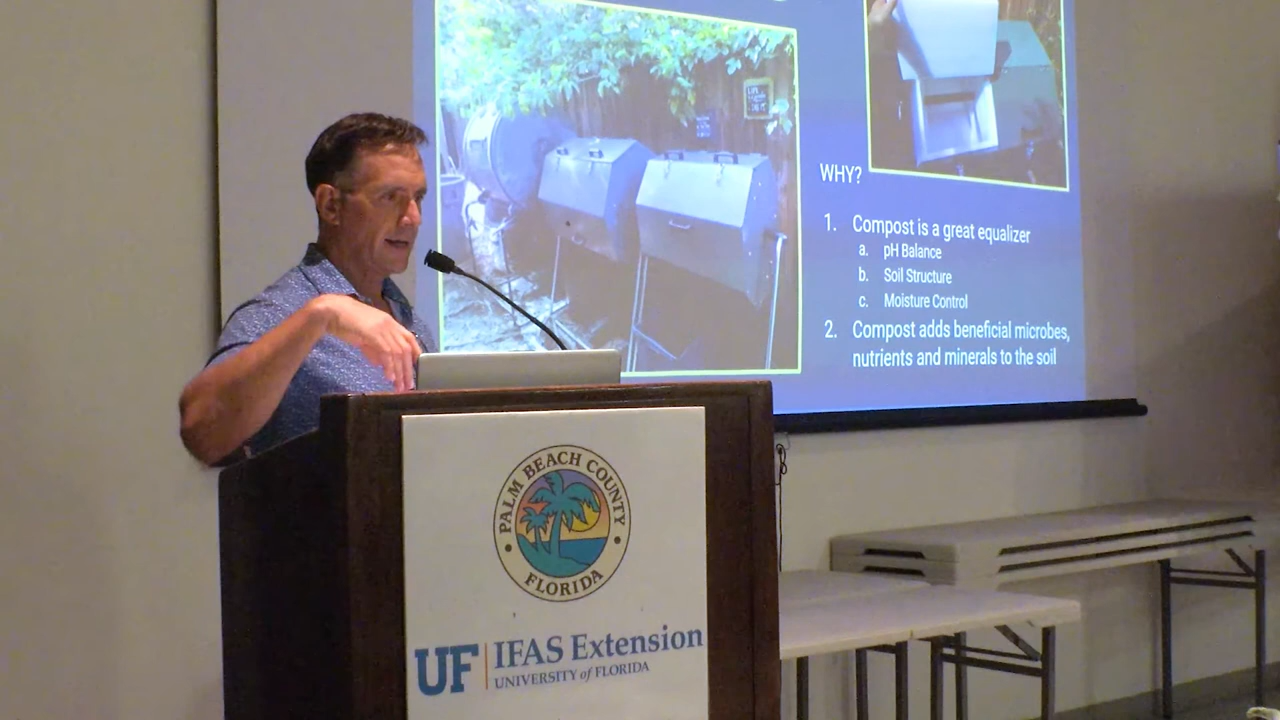 WHY?
1. Compost is a great equalizer
a. pH Balance
b. Soil Structure
c. Moisture Control
2. Compost adds beneficial microbes,
nutrients and minerals to the soil
PALM BEACH COUNTY
FLORIDA
UF IFAS Extension
UNIVERSITY of FLORIDA